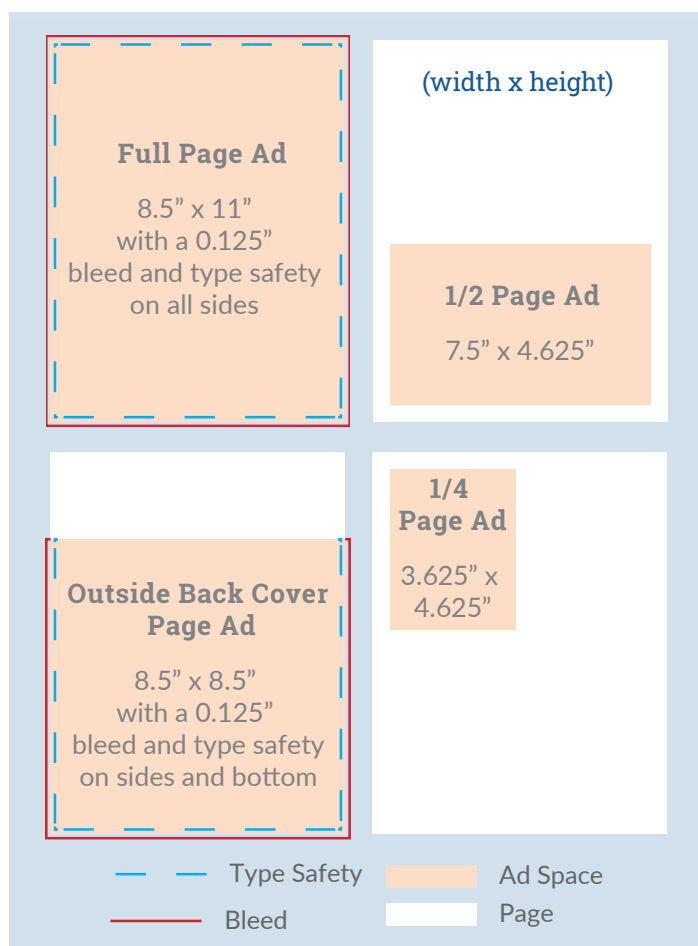 Full Page Ad
8.5” x 11”
with a 0.125”
bleed and type safety
on all sides
(width x height)
1/2 Page Ad
7.5” x 4.625”
Outside Back Cover
Page Ad
8.5” x 8.5”
with a 0.125”
bleed and type safety
on sides and bottom
1/4
Page Ad
3.625” x
4.625”
Type Safety
Ad Space
Bleed
Page